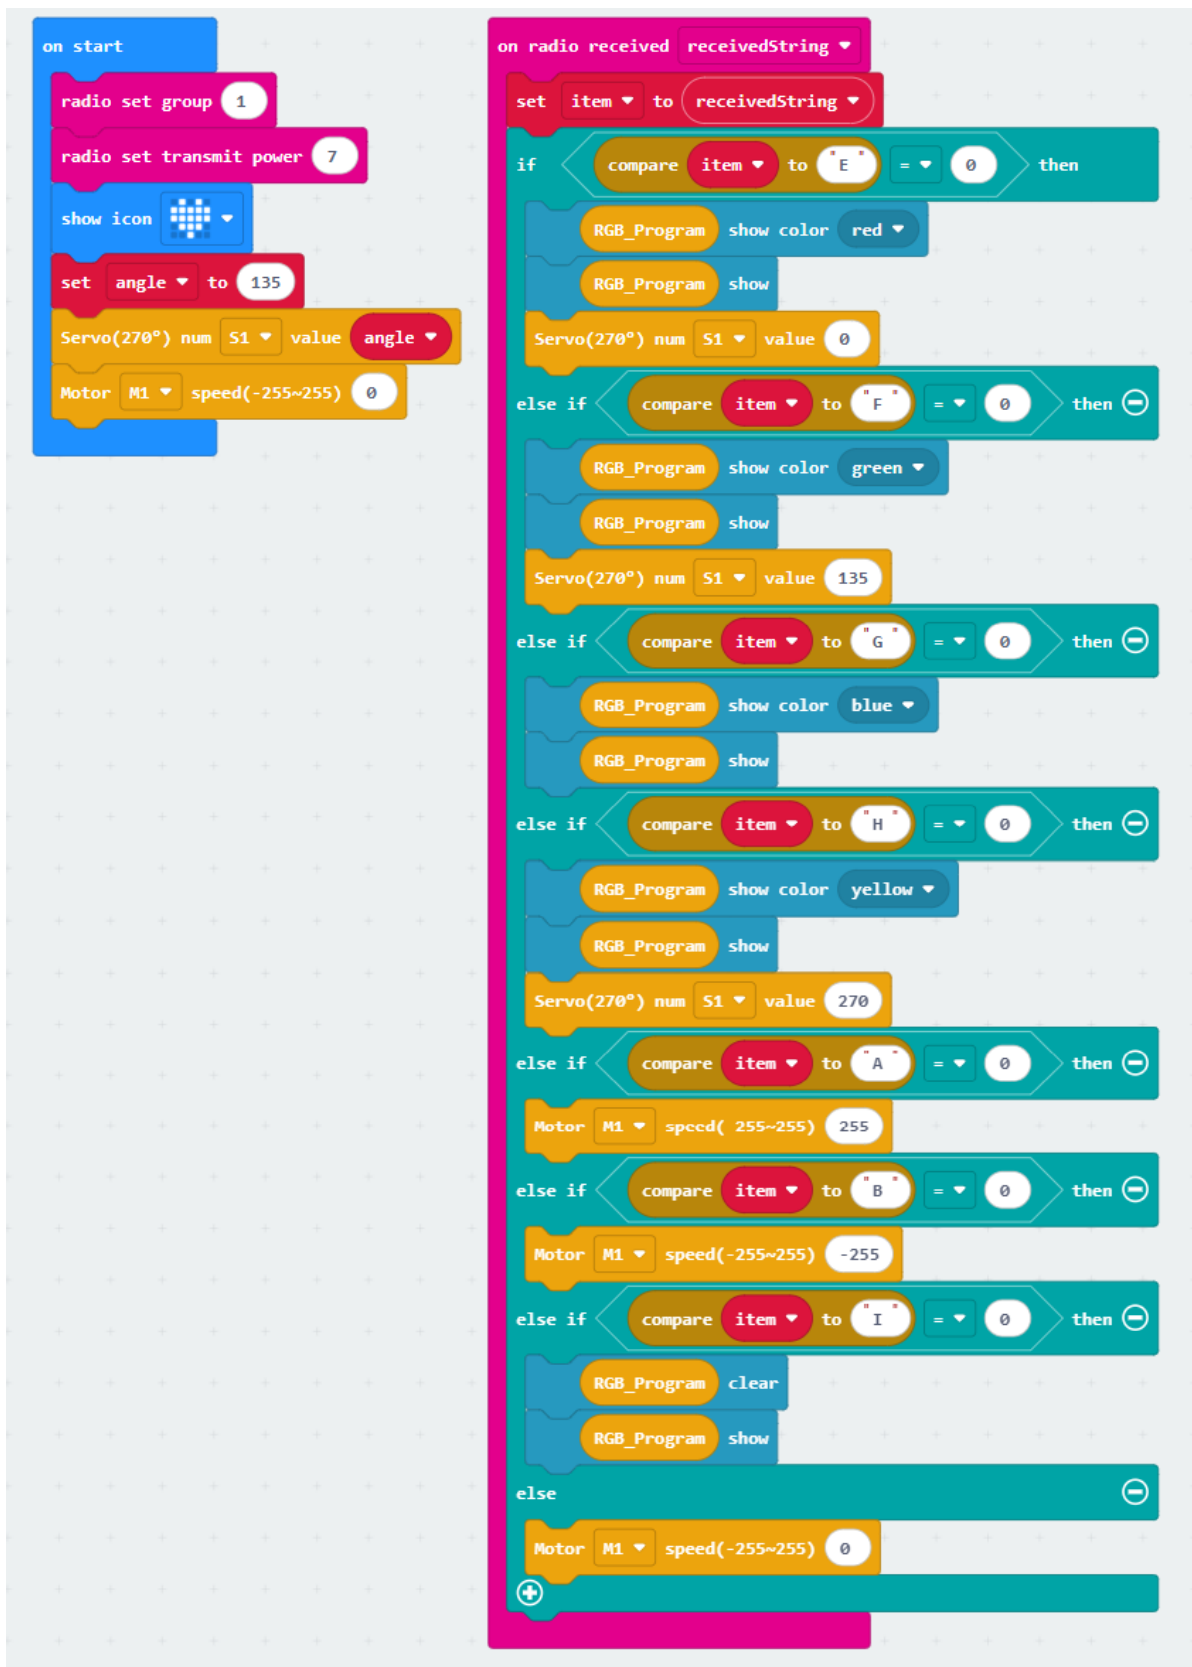 on start
radio set group 1
radio set transmit power 7
show icon
set angle to 135
Servo(270°) num S1 value angle
Motor M1 speed(-255~255) 0
on radio received receivedString
set item to receivedString
if compare item to "E" = 0 then
RGB_Program show color red
RGB_Program show
Servo(270°) num S1 value 0
else if compare item to "F" = 0 then
RGB_Program show color green
RGB_Program show
Servo(270°) num S1 value 135
else if compare item to "G" = 0 then
RGB_Program show color blue
RGB_Program show
else if compare item to "H" = 0 then
RGB_Program show color yellow
RGB_Program show
Servo(270°) num S1 value 270
else if compare item to "A" = 0 then
Motor M1 speed( 255~255) 255
else if compare item to "B" = 0 then
Motor M1 speed(-255~255) -255
else if compare item to "I" = 0 then
RGB_Program clear
RGB_Program show
else
Motor M1 speed(-255~255) 0